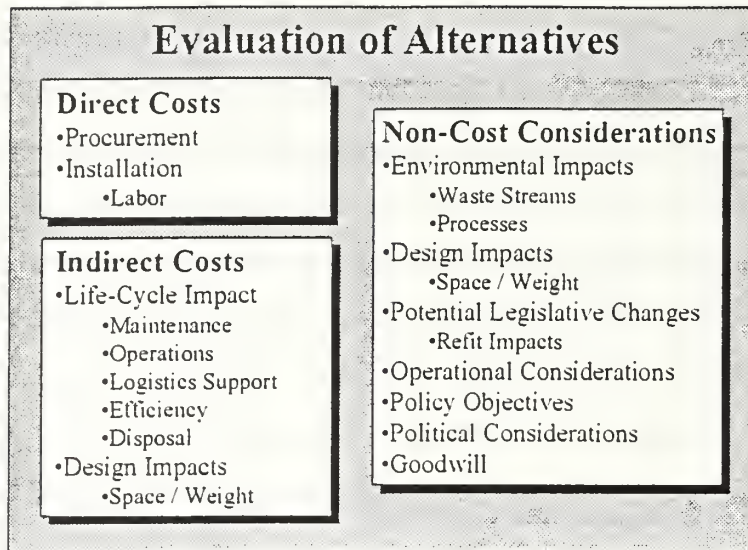 Evaluation of Alternatives
Direct Costs
•Procurement
•Installation
•Labor
Indirect Costs
•Life-Cycle Impact
•Maintenance
•Operations
•Logistics Support
•Efficiency
•Disposal
•Design Impacts
•Space / Weight
Non-Cost Considerations
•Environmental Impacts
•Waste Streams
•Processes
•Design Impacts
•Space / Weight
•Potential Legislative Changes
•Refit Impacts
•Operational Considerations
•Policy Objectives
•Political Considerations
•Goodwill